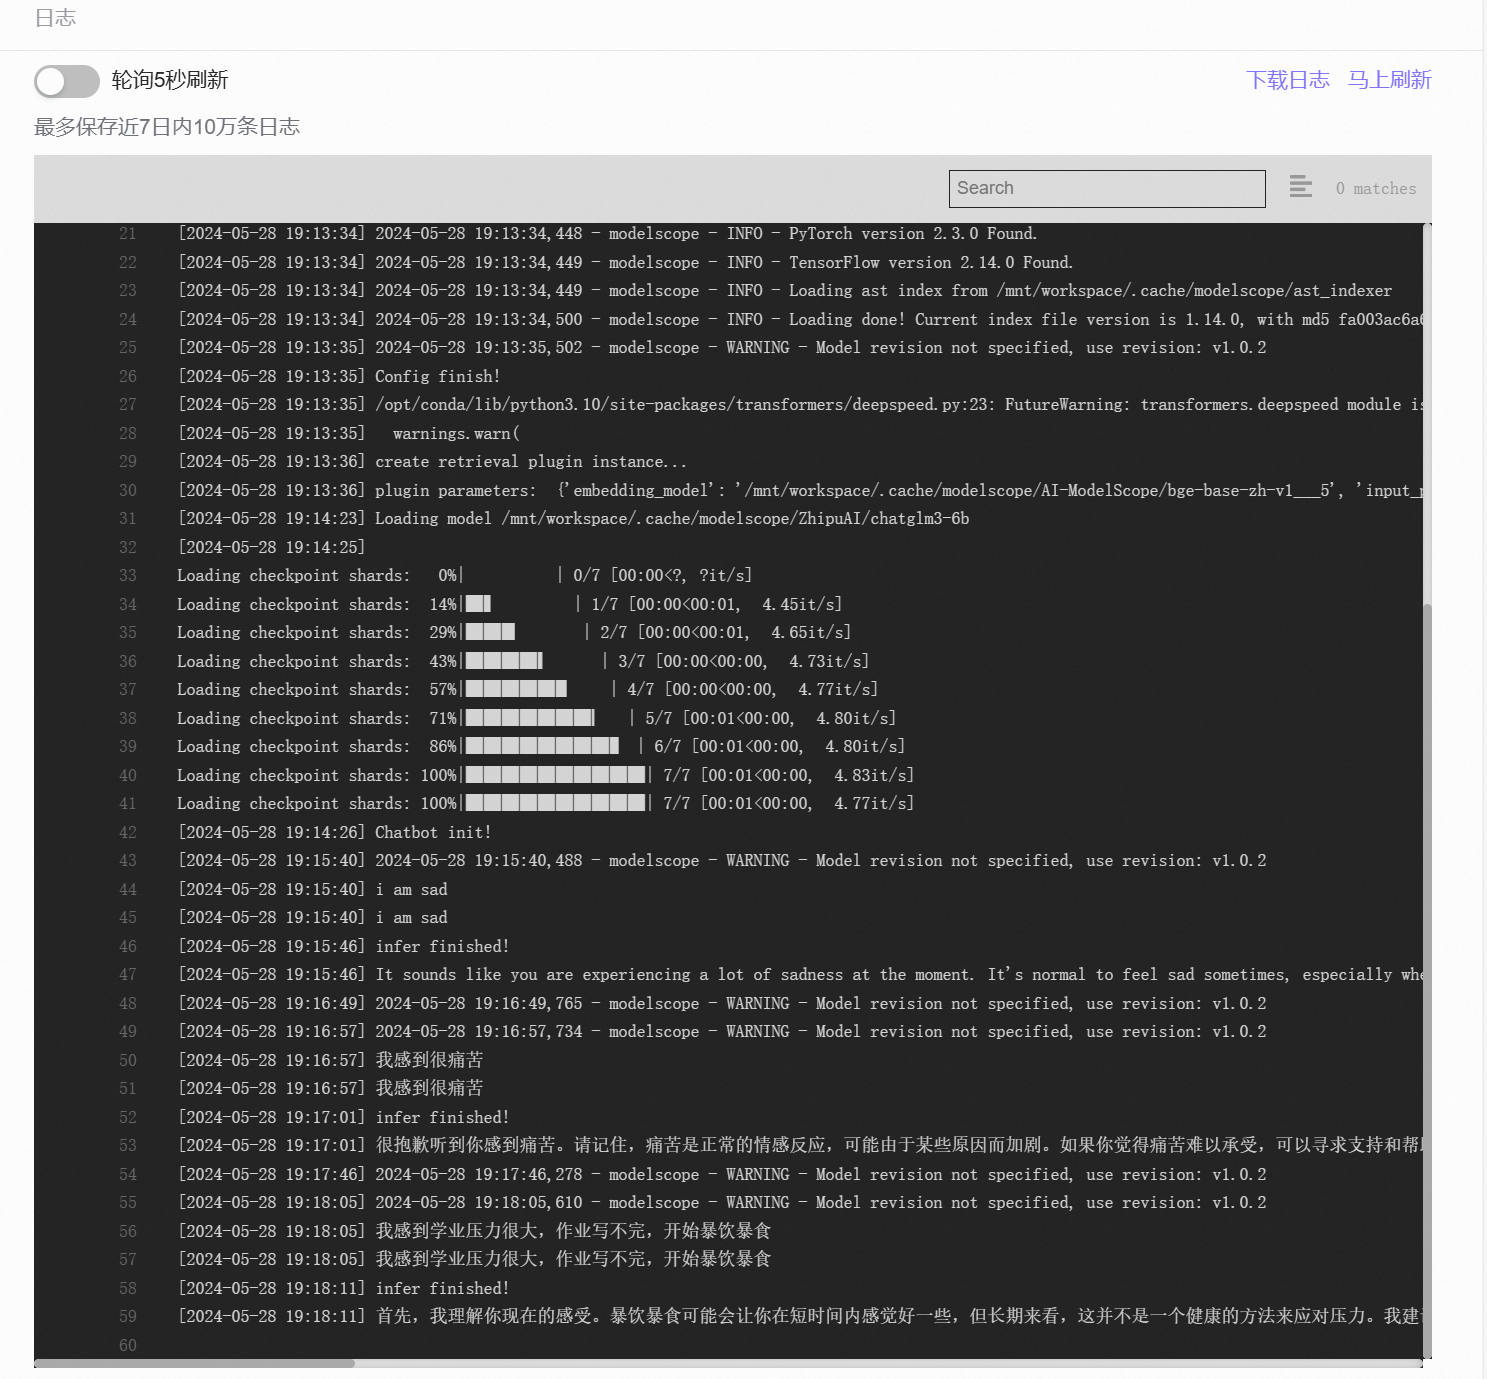 日志
轮询5秒刷新
下载日志 马上刷新
最多保存近7日内10万条日志
Search
0 matches
21 [2024-05-28 19:13:34] 2024-05-28 19:13:34,448 - modelscope - INFO - PyTorch version 2.3.0 Found.
22 [2024-05-28 19:13:34] 2024-05-28 19:13:34,449 - modelscope - INFO - TensorFlow version 2.14.0 Found.
23 [2024-05-28 19:13:34] 2024-05-28 19:13:34,449 - modelscope - INFO - Loading ast index from /mnt/workspace/.cache/modelscope/ast_indexer
24 [2024-05-28 19:13:34] 2024-05-28 19:13:34,500 - modelscope - INFO - Loading done! Current index file version is 1.14.0, with md5 fa003ac6a6
25 [2024-05-28 19:13:35] 2024-05-28 19:13:35,502 - modelscope - WARNING - Model revision not specified, use revision: v1.0.2
26 [2024-05-28 19:13:35] Config finish!
27 [2024-05-28 19:13:35] /opt/conda/lib/python3.10/site-packages/transformers/deepspeed.py:23: FutureWarning: transformers.deepspeed module is
28 [2024-05-28 19:13:35] warnings.warn(
29 [2024-05-28 19:13:36] create retrieval plugin instance...
30 [2024-05-28 19:13:36] plugin parameters: {'embedding_model': '/mnt/workspace/.cache/modelscope/AI-ModelScope/bge-base-zh-v1___5', 'input_p
31 [2024-05-28 19:14:23] Loading model /mnt/workspace/.cache/modelscope/ZhipuAI/chatglm3-6b
32 [2024-05-28 19:14:25]
33 Loading checkpoint shards: 0%| | 0/7 [00:00<?, ?it/s]
34 Loading checkpoint shards: 14%|█▍ | 1/7 [00:00<00:01, 4.45it/s]
35 Loading checkpoint shards: 29%|██▊ | 2/7 [00:00<00:01, 4.65it/s]
36 Loading checkpoint shards: 43%|████▎ | 3/7 [00:00<00:00, 4.73it/s]
37 Loading checkpoint shards: 57%|█████▋ | 4/7 [00:00<00:00, 4.77it/s]
38 Loading checkpoint shards: 71%|███████▏ | 5/7 [00:01<00:00, 4.80it/s]
39 Loading checkpoint shards: 86%|████████▌ | 6/7 [00:01<00:00, 4.80it/s]
40 Loading checkpoint shards: 100%|██████████| 7/7 [00:01<00:00, 4.83it/s]
41 Loading checkpoint shards: 100%|██████████| 7/7 [00:01<00:00, 4.77it/s]
42 [2024-05-28 19:14:26] Chatbot init!
43 [2024-05-28 19:15:40] 2024-05-28 19:15:40,488 - modelscope - WARNING - Model revision not specified, use revision: v1.0.2
44 [2024-05-28 19:15:40] i am sad
45 [2024-05-28 19:15:40] i am sad
46 [2024-05-28 19:15:46] infer finished!
47 [2024-05-28 19:15:46] It sounds like you are experiencing a lot of sadness at the moment. It's normal to feel sad sometimes, especially whe
48 [2024-05-28 19:16:49] 2024-05-28 19:16:49,765 - modelscope - WARNING - Model revision not specified, use revision: v1.0.2
49 [2024-05-28 19:16:57] 2024-05-28 19:16:57,734 - modelscope - WARNING - Model revision not specified, use revision: v1.0.2
50 [2024-05-28 19:16:57] 我感到很痛苦
51 [2024-05-28 19:16:57] 我感到很痛苦
52 [2024-05-28 19:17:01] infer finished!
53 [2024-05-28 19:17:01] 很抱歉听到你感到痛苦。请记住，痛苦是正常的情感反应，可能由于某些原因而加剧。如果你觉得痛苦难以承受，可以寻求支持和帮
54 [2024-05-28 19:17:46] 2024-05-28 19:17:46,278 - modelscope - WARNING - Model revision not specified, use revision: v1.0.2
55 [2024-05-28 19:18:05] 2024-05-28 19:18:05,610 - modelscope - WARNING - Model revision not specified, use revision: v1.0.2
56 [2024-05-28 19:18:05] 我感到学业压力很大，作业写不完，开始暴饮暴食
57 [2024-05-28 19:18:05] 我感到学业压力很大，作业写不完，开始暴饮暴食
58 [2024-05-28 19:18:11] infer finished!
59 [2024-05-28 19:18:11] 首先，我理解你现在的感受。暴饮暴食可能会让你在短时间内感觉好一些，但长期来看，这并不是一个健康的方法来应对压力。我建
60